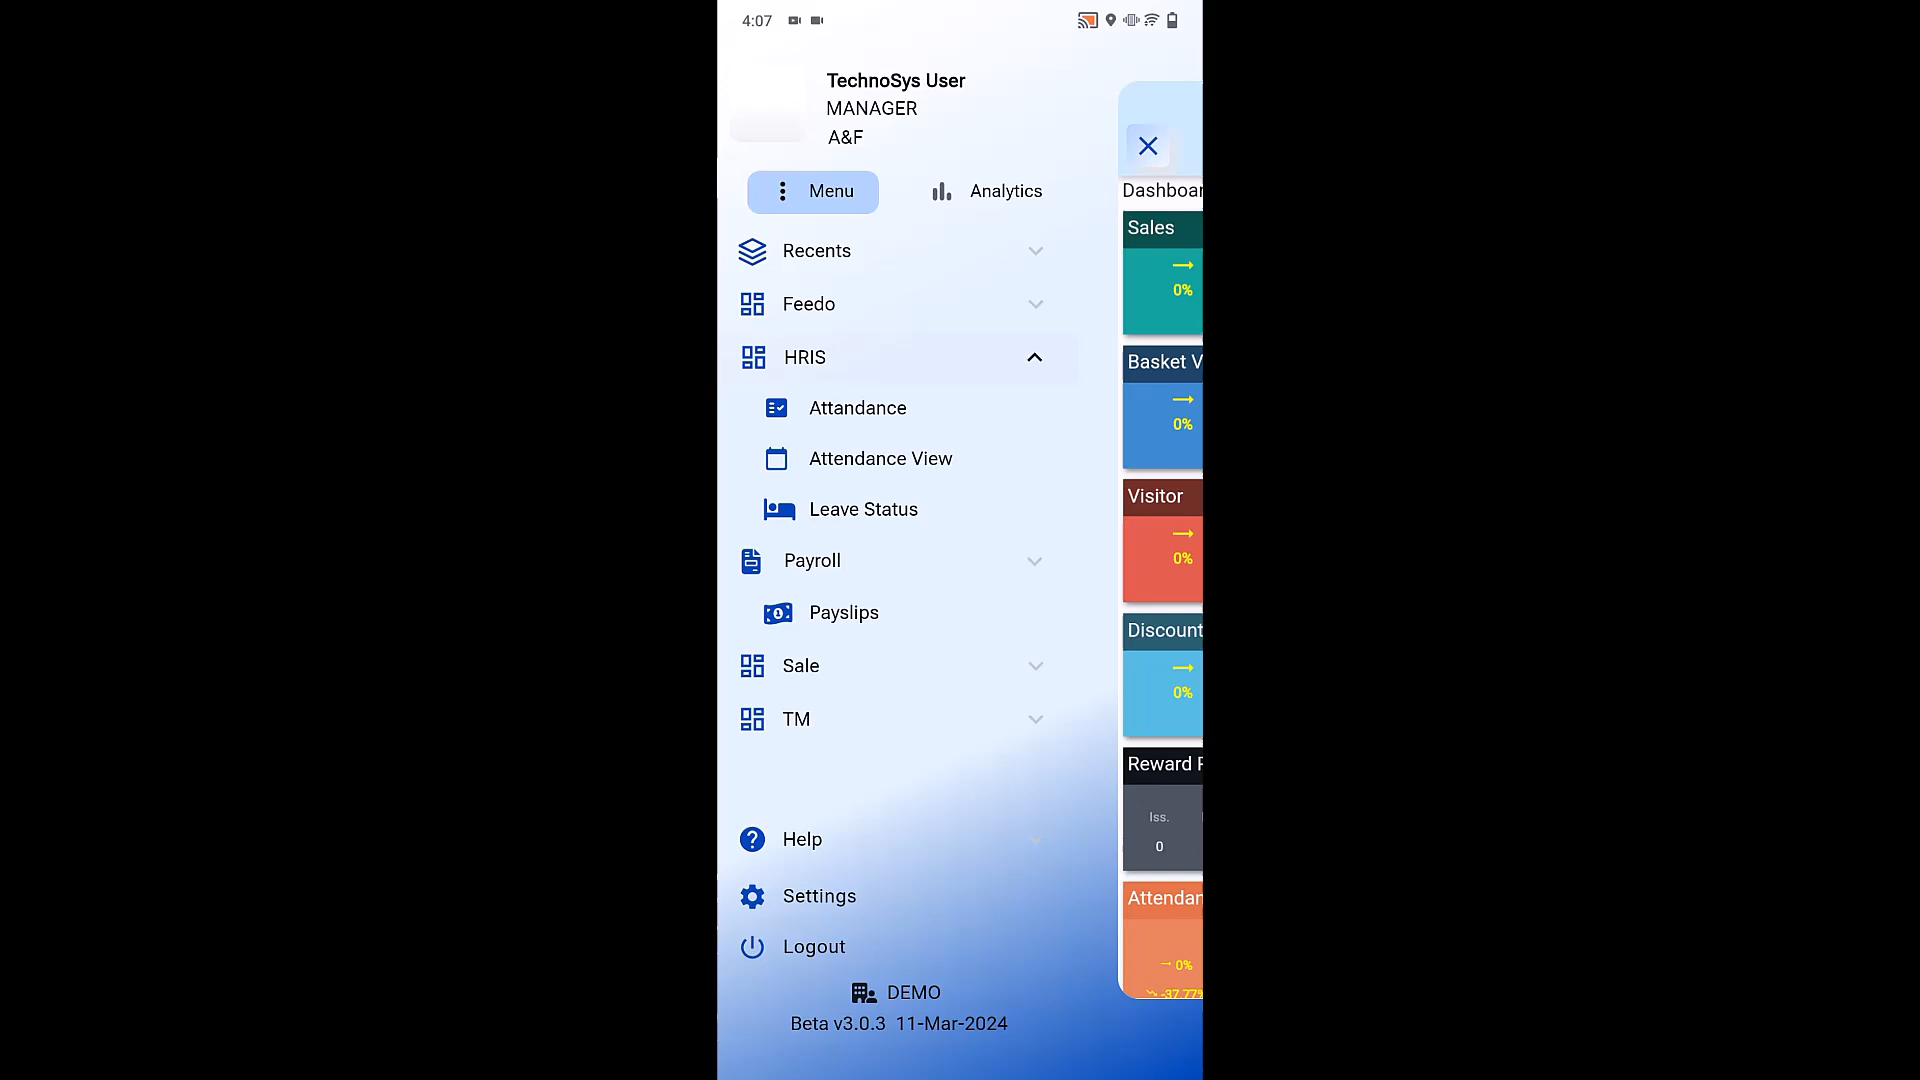 4:07
TechnoSys User
MANAGER
A&F
Menu
Analytics
Recents
Feedo
HRIS
Attandance
Attendance View
Leave Status
Payroll
Payslips
Sale
TM
Help
Settings
Logout
DEMO
Beta v3.0.3 11-Mar-2024
Dashboar
Sales
0%
Basket V
0%
Visitor
0%
Discount
0%
Reward
Iss.
0
Attendan
0%
-37.77%